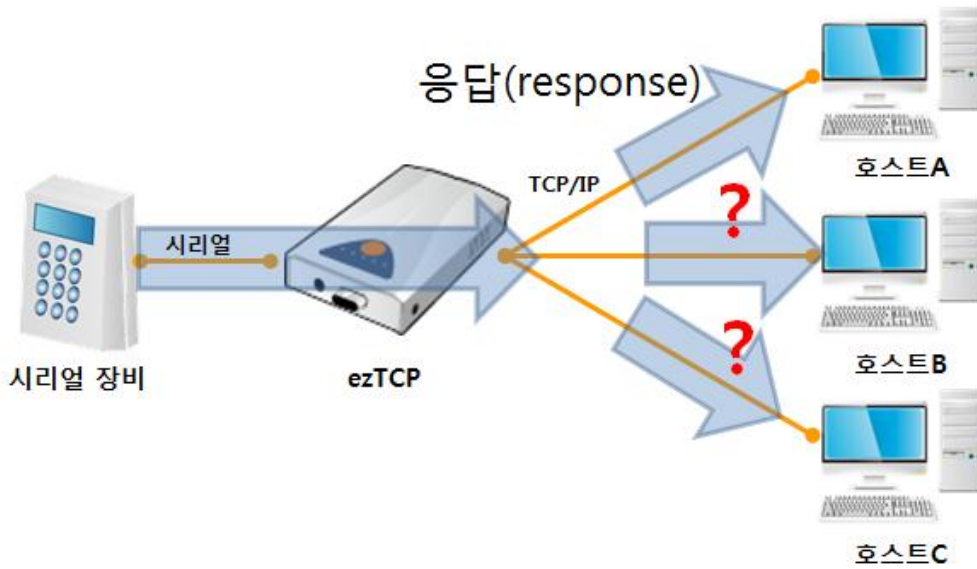 응답(response)
호스트A
TCP/IP
?
시리얼
호스트B
?
시리얼 장비
ezTCP
호스트C